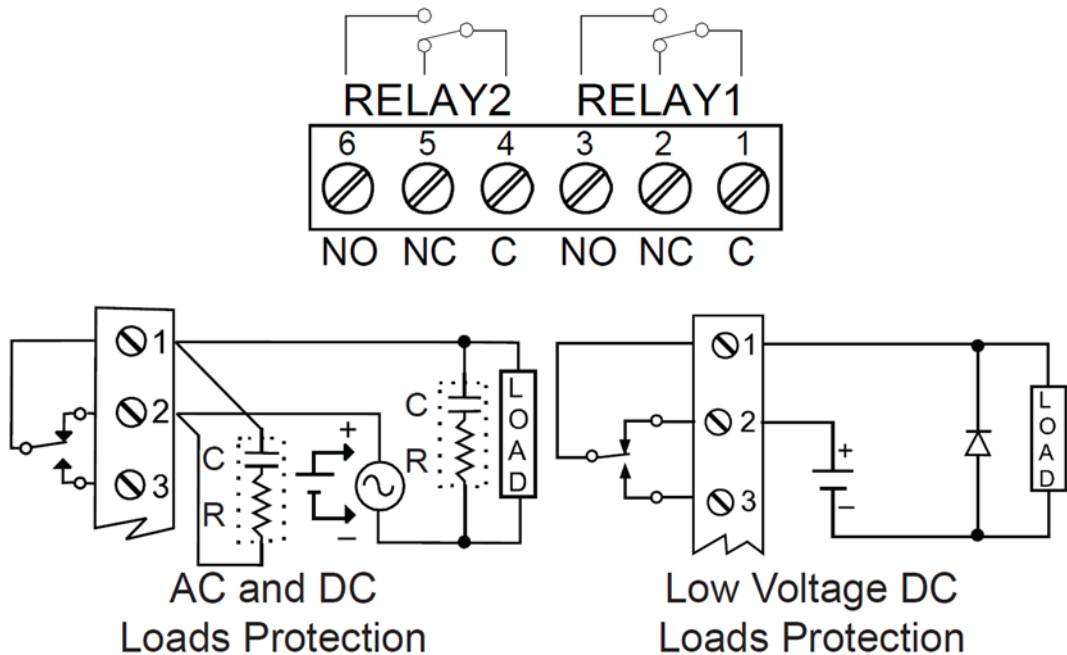 RELAY2 RELAY1
6 5 4 3 2 1
NO NC C NO NC C
1
2
3
C
R
+
–
C
R
LOAD
AC and DC
Loads Protection
1
2
3
+
–
LOAD
Low Voltage DC
Loads Protection